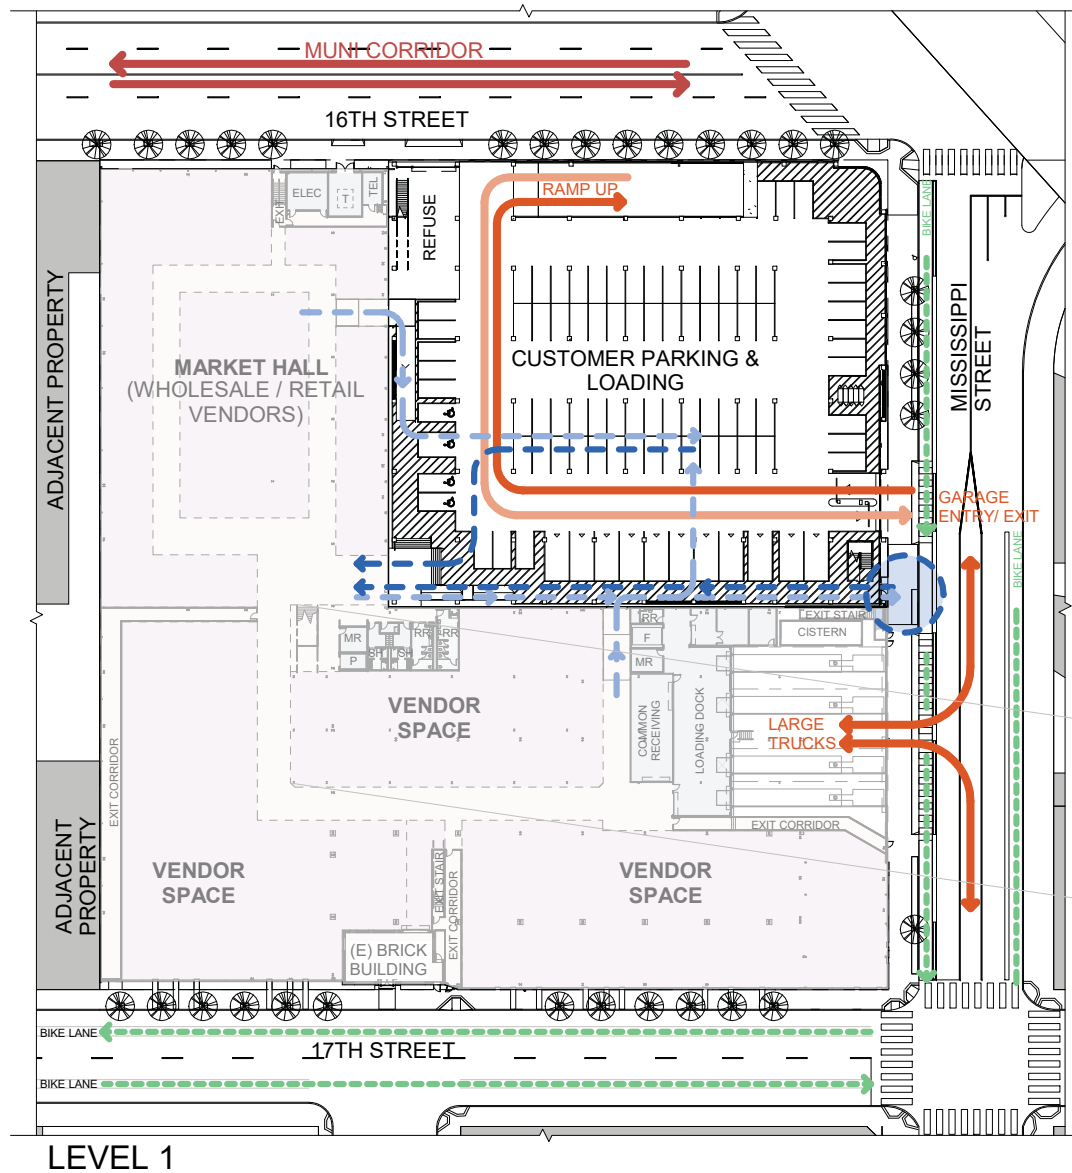 MUNI CORRIDOR
16TH STREET
ELEC
T
TEL
EXIT
REFUSE
RAMP UP
BIKE LANE
ADJACENT PROPERTY
MARKET HALL
(WHOLESALE / RETAIL
VENDORS)
CUSTOMER PARKING &
LOADING
MISSISSIPPI
STREET
GARAGE
ENTRY/ EXIT
BIKE LANE
EXIT STAIR
CISTERN
MR
P
SH
SH
RR
RR
RR
F
MR
VENDOR
SPACE
COMMON
RECEIVING
LOADING DOCK
LARGE
TRUCKS
EXIT CORRIDOR
EXIT CORRIDOR
ADJACENT
PROPERTY
VENDOR
SPACE
EXIT STAIR
EXIT CORRIDOR
VENDOR
SPACE
(E) BRICK
BUILDING
BIKE LANE
17TH STREET
BIKE LANE
LEVEL 1